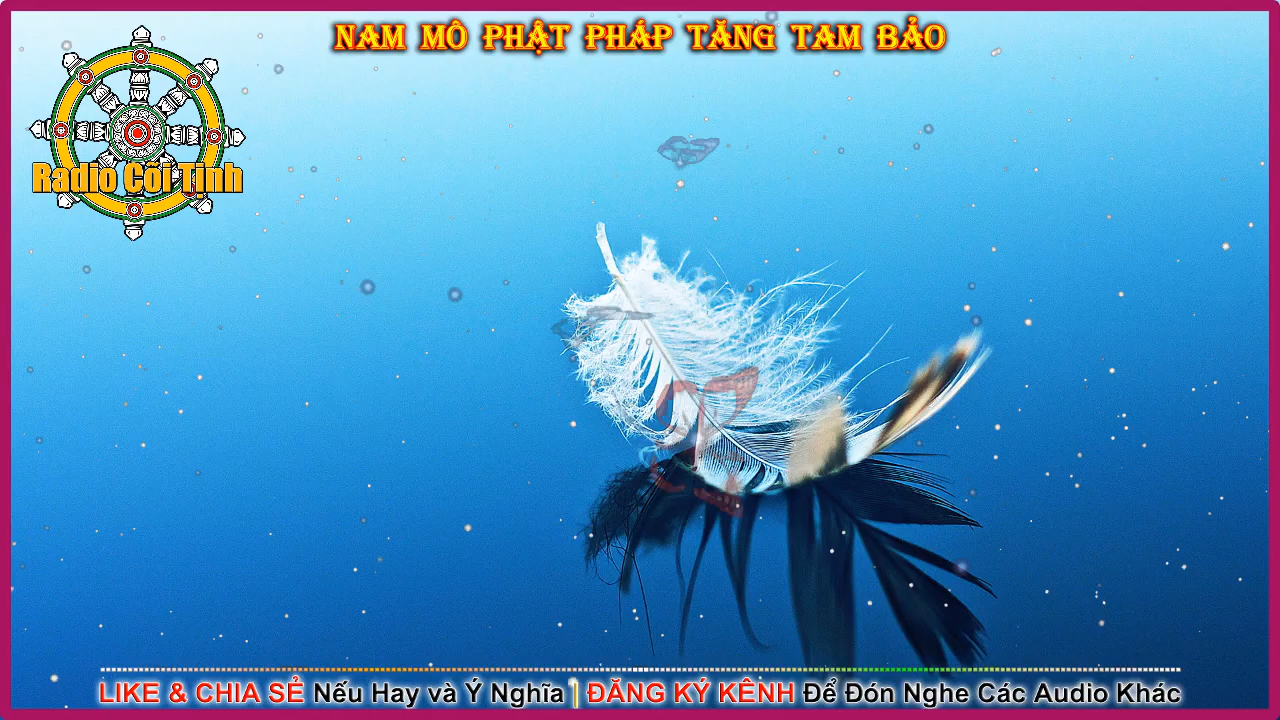 NAM MÔ PHẬT PHÁP TĂNG TAM BẢO
Radio Cõi Tịnh
LIKE & CHIA SẺ Nếu Hay và Ý Nghĩa | ĐĂNG KÝ KÊNH Để Đón Nghe Các Audio Khác